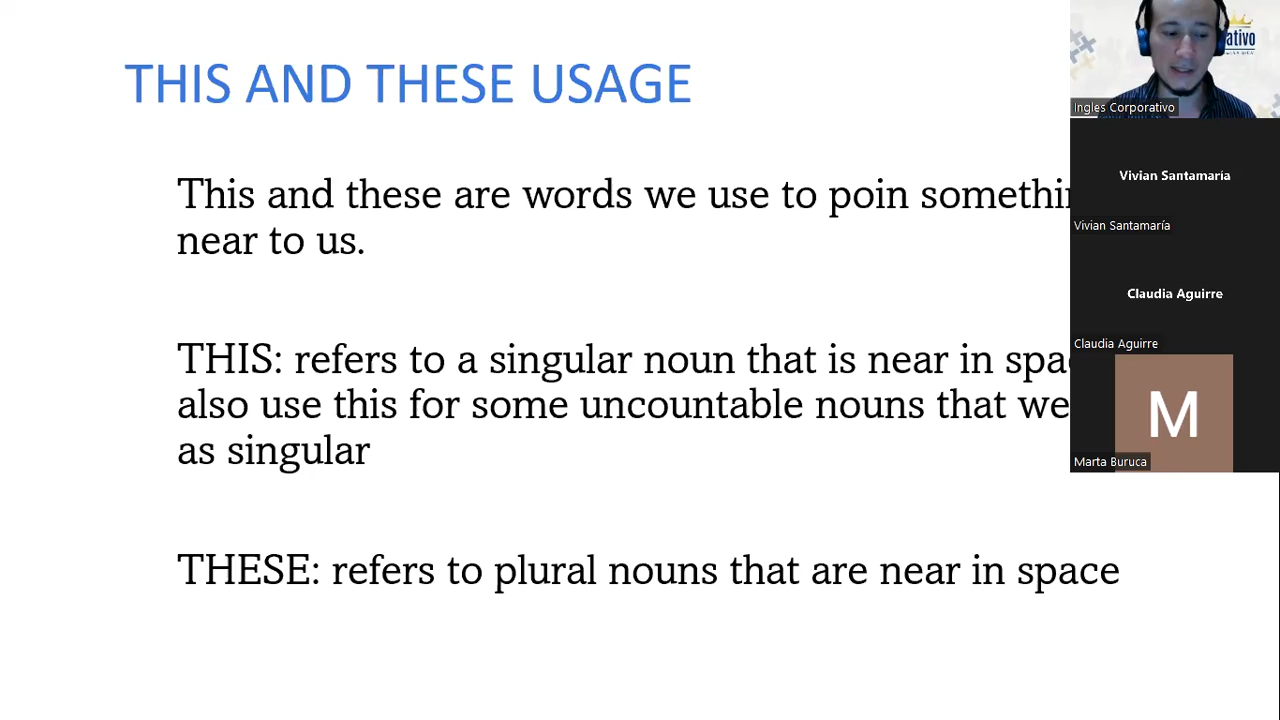 THIS AND THESE USAGE
This and these are words we use to poin
near to us.
THIS: refers to a singular noun that is near in
also use this for some uncountable nouns that we
as singular
THESE: refers to plural nouns that are near in space
Ingles Corporativo
Vivian Santamaría
Vivian Santamaría
Claudia Aguirre
Claudia Aguirre
M
Marta Buruca